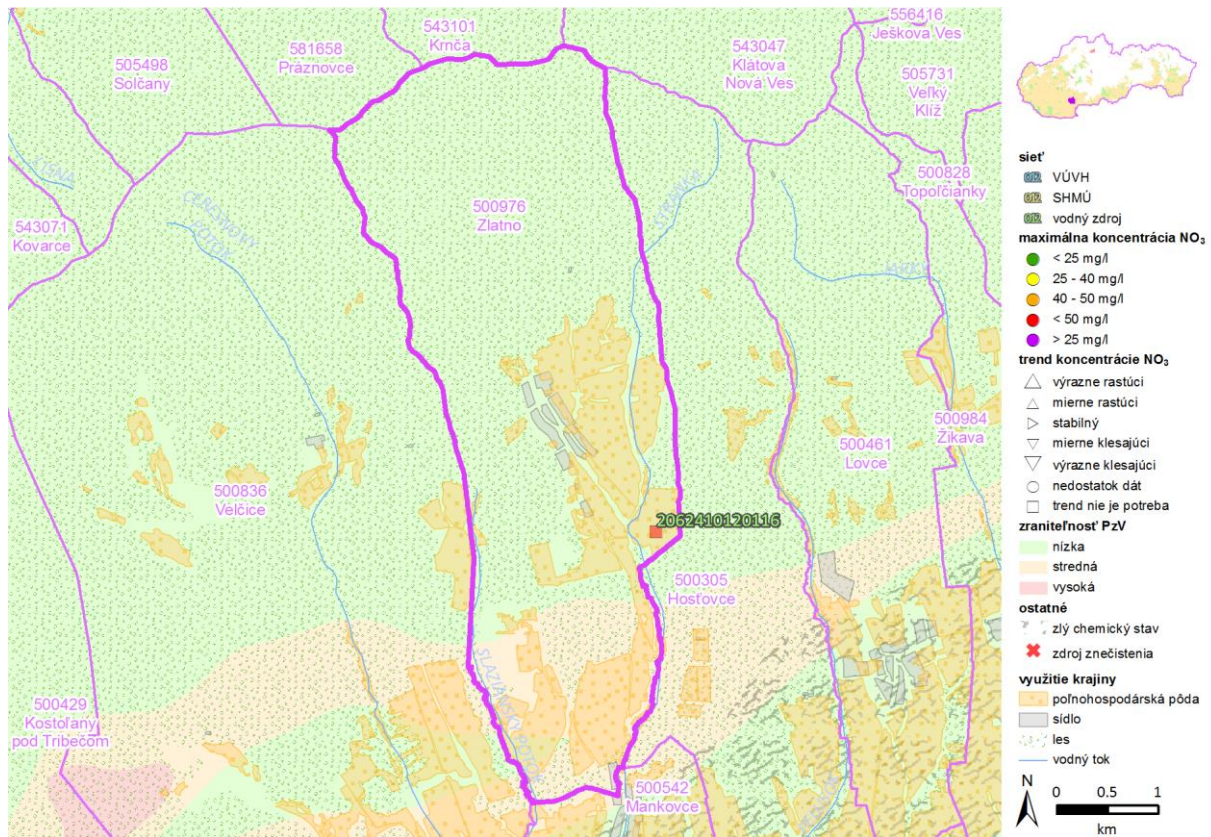 543101
Krnča
581658
Práznovce
505498
Solčany
543047
Klátova
Nová Ves
556416
Ješkova Ves
505731
Veľký
Klíž
500828
Topoľčianky
543071
Kovarce
500976
Zlatno
ČEREŠŇOVÝ
POTOK
STRÁNKE
500984
Žikava
500461
Lovce
500836
Velčice
2062410120116
500305
Hosťovce
SLAZIANSKY POTOK
500429
Kostoľany
pod Tribečom
500542
Mankovce
sieť
VÚVH
SHMÚ
vodný zdroj
maximálna koncentrácia NO3
< 25 mg/l
25 - 40 mg/l
40 - 50 mg/l
< 50 mg/l
> 25 mg/l
trend koncentrácie NO3
výrazne rastúci
mierne rastúci
stabilný
mierne klesajúci
výrazne klesajúci
nedostatok dát
trend nie je potreba
zraniteľnosť PzV
nízka
stredná
vysoká
ostatné
zlý chemický stav
zdroj znečistenia
využitie krajiny
poľnohospodárská pôda
sídlo
les
vodný tok
N
0 0.5 1
km